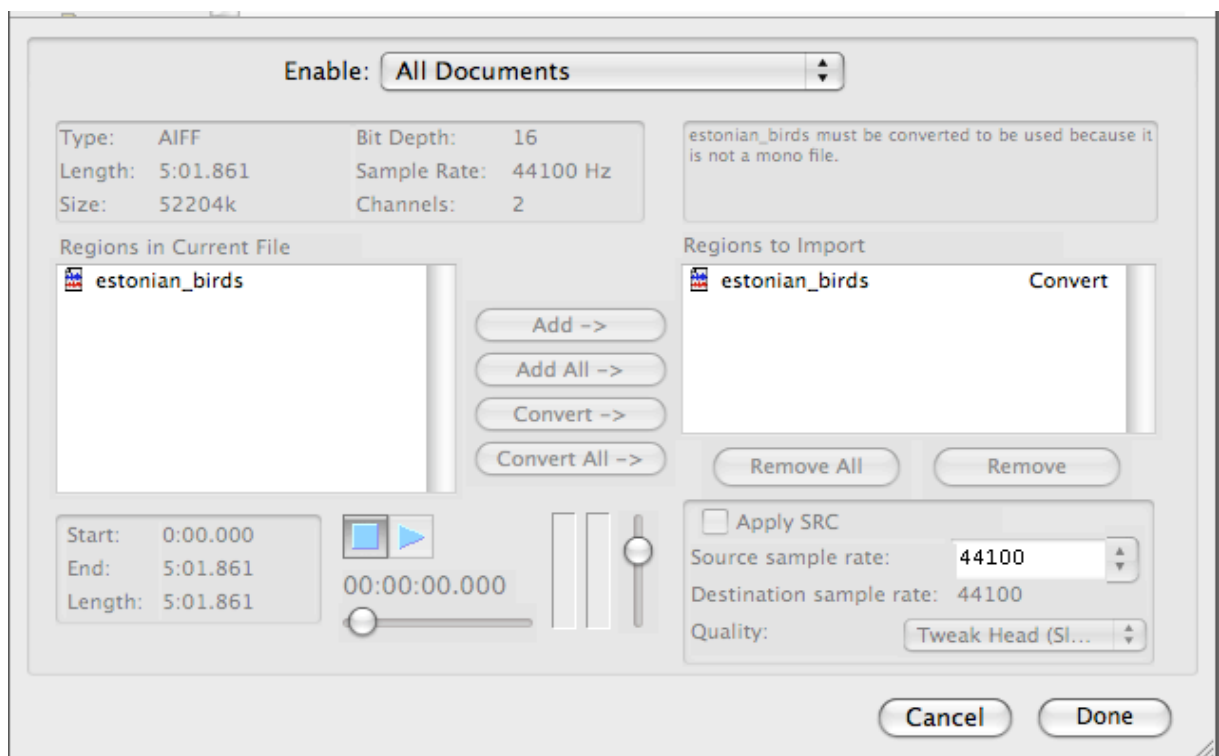 Enable: All Documents
Type: AIFF Bit Depth: 16
Length: 5:01.861 Sample Rate: 44100 Hz
Size: 52204k Channels: 2
estonian_birds must be converted to be used because it
is not a mono file.
Regions in Current File
estonian_birds
Add ->
Add All ->
Convert ->
Convert All ->
Regions to Import
estonian_birds Convert
Remove All Remove
Start: 0:00.000
End: 5:01.861
Length: 5:01.861
00:00:00.000
Apply SRC
Source sample rate: 44100
Destination sample rate: 44100
Quality: Tweak Head (Sl...
Cancel Done